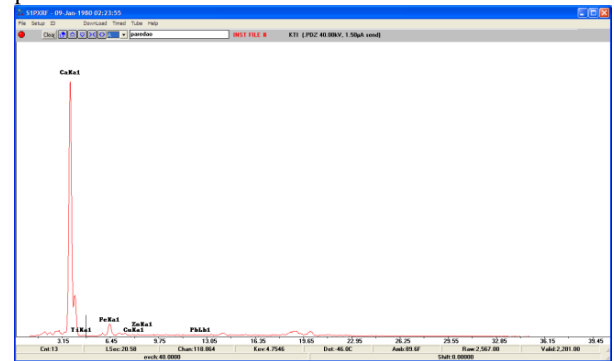 S1PXRF - 09-Jan-1980 02:23:55
File Setup ID Download Timed Tube Help
Clear paredao INST FILE # KTI (.PDZ 40.00kV, 1.50µA send)
CaKa1
FeKa1
ZnKa1
TiKa1 CuKa1 PbLb1
3.15 6.45 9.75 13.05 16.35 19.65 22.95 26.25 29.55 32.85 36.15 39.45
Cnt:13 LSec:20.50 Chan:118.864 Kev:4.7546 Det:-46.0C Amb:89.6F Raw:2,567.00 Valid:2,281.00
evch:40.0000 Shift:0.00000